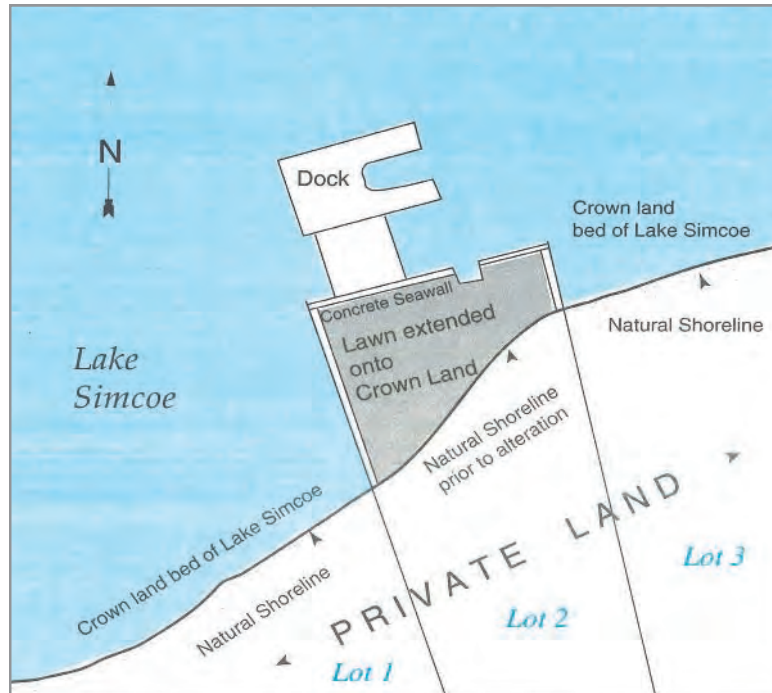 N
Dock
Crown land
bed of Lake Simcoe
Concrete Seawall
Lawn extended
onto
Crown Land
Natural Shoreline
Lake
Simcoe
Natural Shoreline
prior to alteration
Crown land bed of Lake Simcoe
Natural Shoreline
PRIVATE LAND
Lot 3
Lot 2
Lot 1